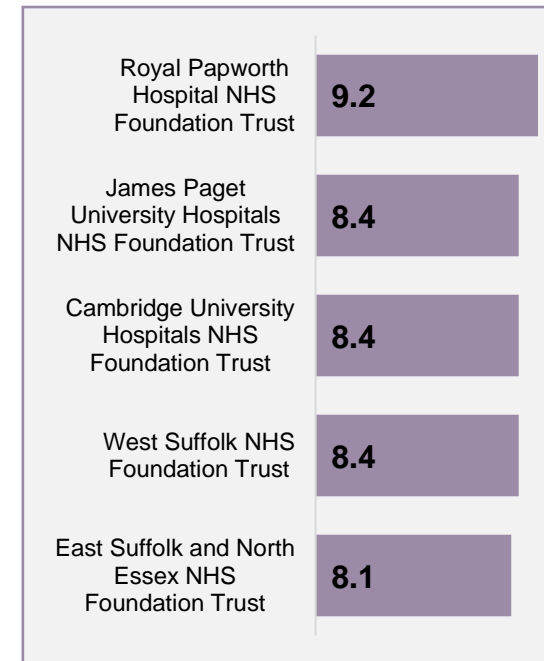 Royal Papworth
Hospital NHS
Foundation Trust
9.2
James Paget
University Hospitals
NHS Foundation Trust
8.4
Cambridge University
Hospitals NHS
Foundation Trust
8.4
West Suffolk NHS
Foundation Trust
8.4
East Suffolk and North
Essex NHS
Foundation Trust
8.1